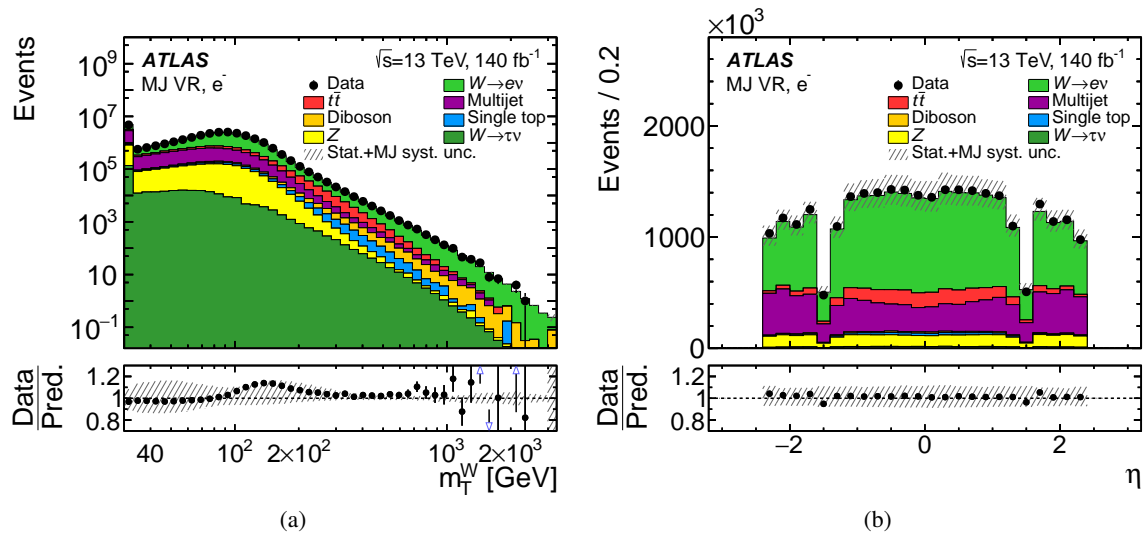 Events
ATLAS
√s=13 TeV, 140 fb⁻¹
MJ VR, e⁻
Data
W→eν
tt̄
Multijet
Diboson
Single top
Z
W→τν
Stat.+MJ syst. unc.
10⁹
10⁷
10⁵
10³
10
10⁻¹
Data
Pred.
1.2
1.0
0.8
40
10²
2×10²
10³
2×10³
m_T^W [GeV]
(a)
×10³
Events / 0.2
ATLAS
√s=13 TeV, 140 fb⁻¹
MJ VR, e⁻
Data
W→eν
tt̄
Multijet
Diboson
Single top
Z
W→τν
Stat.+MJ syst. unc.
2000
1000
0
Data
Pred.
1.2
1.0
0.8
−2
0
2
η
(b)